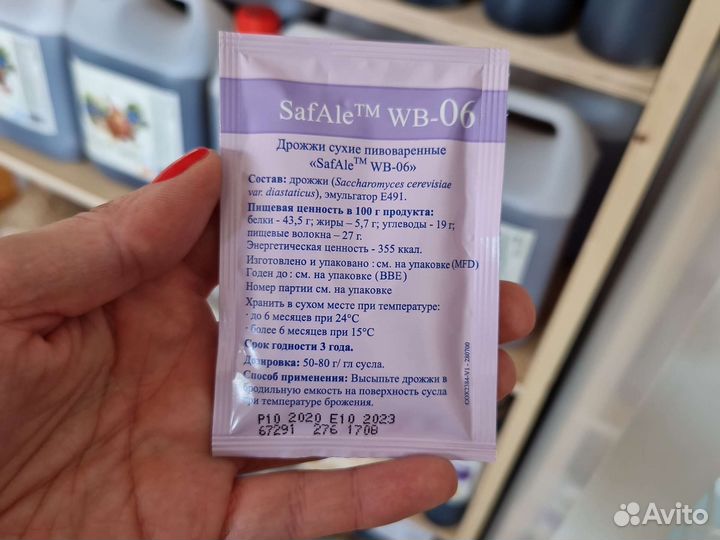 SafAle™ WB-06
Дрожжи сухие пивоваренные
«SafAle™ WB-06»
Состав: дрожжи (Saccharomyces cerevisiae
var. diastaticus), эмульгатор E491.
Пищевая ценность в 100 г продукта:
белки - 43,5 г; жиры – 5,7 г; углеводы - 19 г;
пищевые волокна – 27 г.
Энергетическая ценность - 355 ккал.
Изготовлено и упаковано : см. на упаковке (MFD)
Годен до : см. на упаковке (BBE)
Номер партии см. на упаковке
Хранить в сухом месте при температуре:
· до 6 месяцев при 24°C
· более 6 месяцев при 15°C
Срок годности 3 года.
Дозировка: 50-80 г/ гл сусла.
Способ применения: Высыпьте дрожжи в
бродильную емкость на поверхность сусла
при температуре брожения.
P10 2020 E10 2023
67291 276 1708
Avito